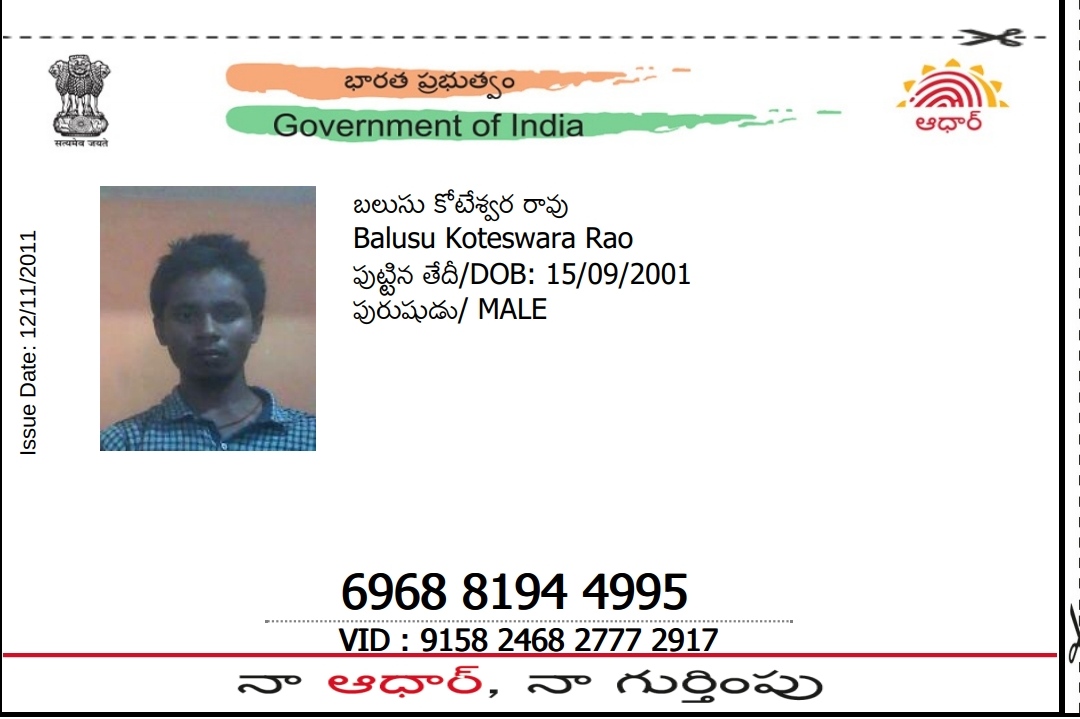 భారత ప్రభుత్వం
Government of India
सत्यमेव जयते
ఆధార్
Issue Date: 12/11/2011
బలుసు కోటేశ్వర రావు
Balusu Koteswara Rao
పుట్టిన తేదీ/DOB: 15/09/2001
పురుషుడు/ MALE
6968 8194 4995
VID : 9158 2468 2777 2917
నా ఆధార్, నా గుర్తింపు